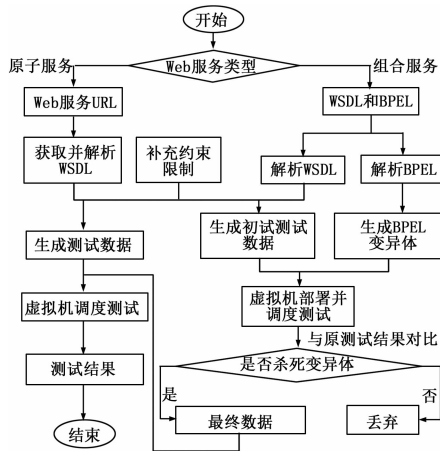 开始
原子服务
Web服务类型
组合服务
Web服务URL
WSDL和BPEL
获取并解析
WSDL
补充约束
限制
解析WSDL
解析BPEL
生成测试数据
生成初试测试
数据
生成BPEL
变异体
虚拟机调度测试
虚拟机部署并
调度测试
与原测试结果对比
测试结果
是否杀死变异体
是
否
结束
最终数据
丢弃